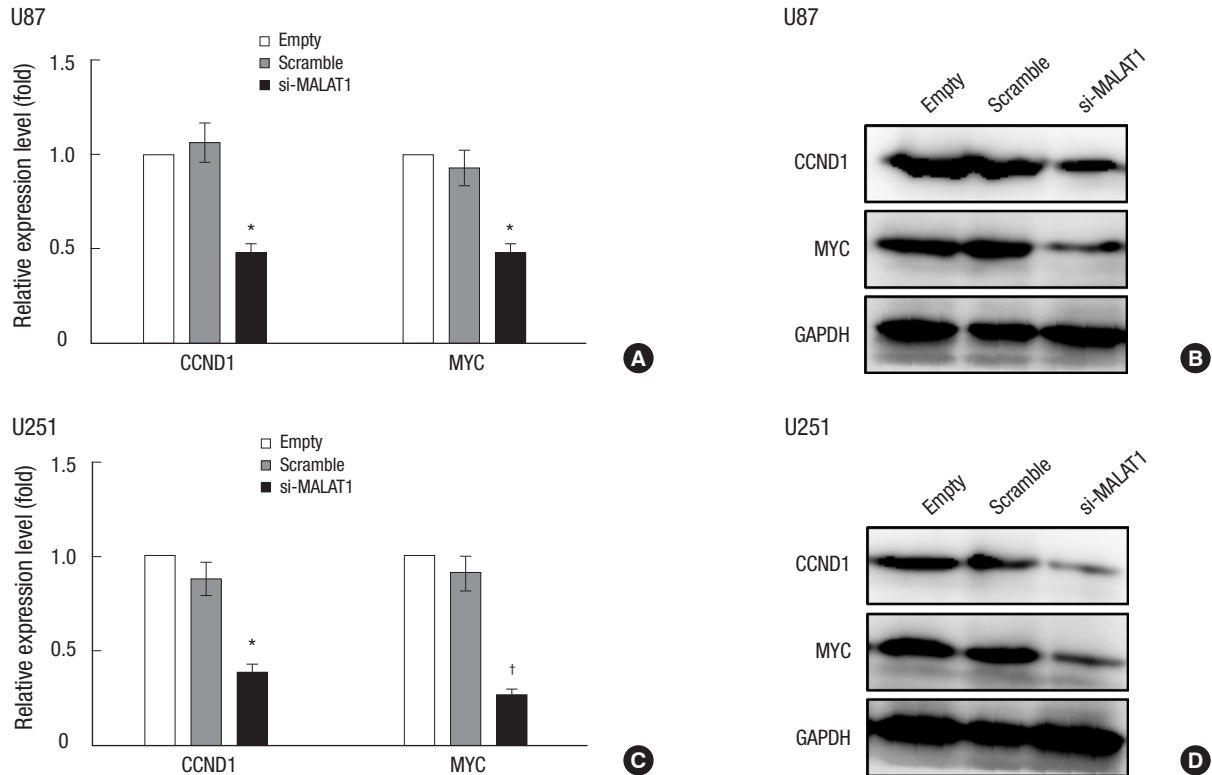 U87
Relative expression level (fold)
1.5
1.0
0.5
0
Empty
Scramble
si-MALAT1
*
*
CCND1
MYC
A
U87
Empty
Scramble
si-MALAT1
CCND1
MYC
GAPDH
B
U251
Relative expression level (fold)
1.5
1.0
0.5
0
Empty
Scramble
si-MALAT1
*
†
CCND1
MYC
C
U251
Empty
Scramble
si-MALAT1
CCND1
MYC
GAPDH
D